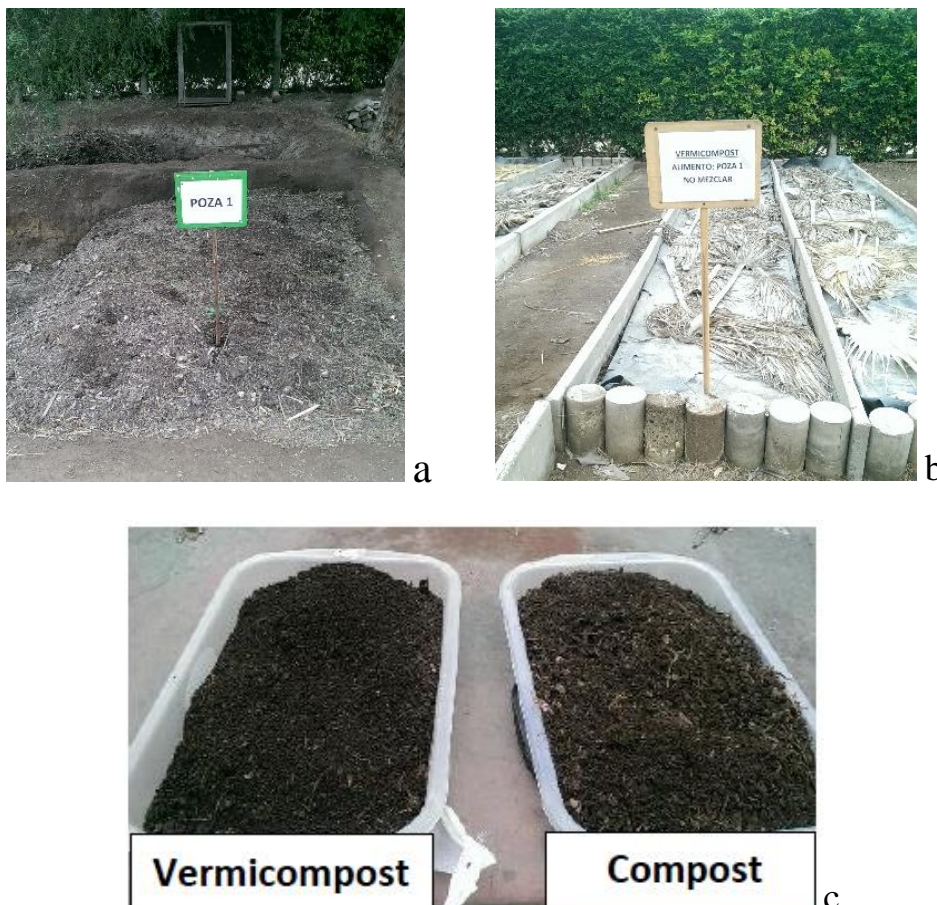 POZA 1
a
VERMICOMPOST
ALIMENTO: POZA 1
NO MEZCLAR
b
Vermicompost
Compost
c